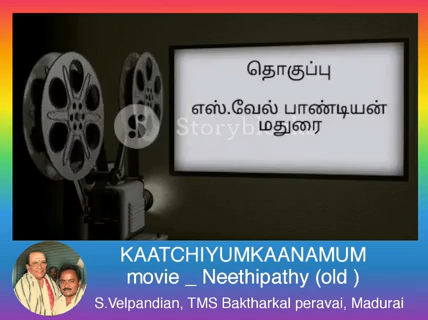 தொகுப்பு
எஸ்.வேல் பாண்டியன்
மதுரை
KAATCHIYUMKAANAMUM
movie _ Neethipathy (old )
S.Velpandian, TMS Baktharkal peravai, Madurai